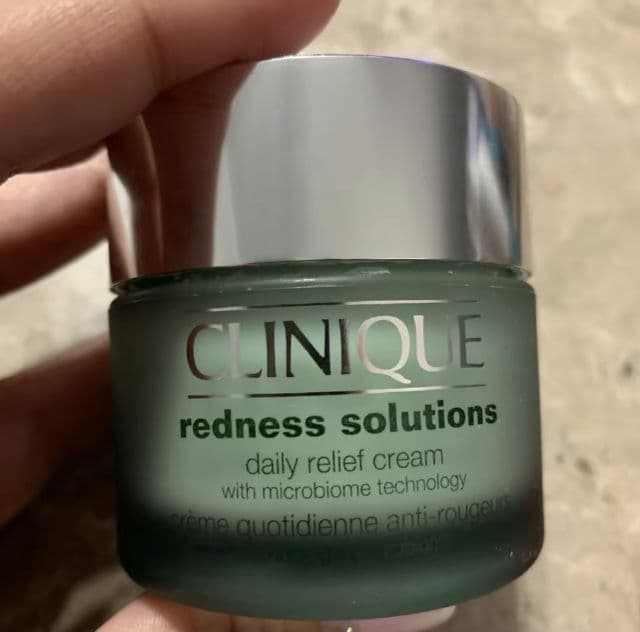 CLINIQUE
redness solutions
daily relief cream
with microbiome technology
crème quotidienne anti-rougeurs